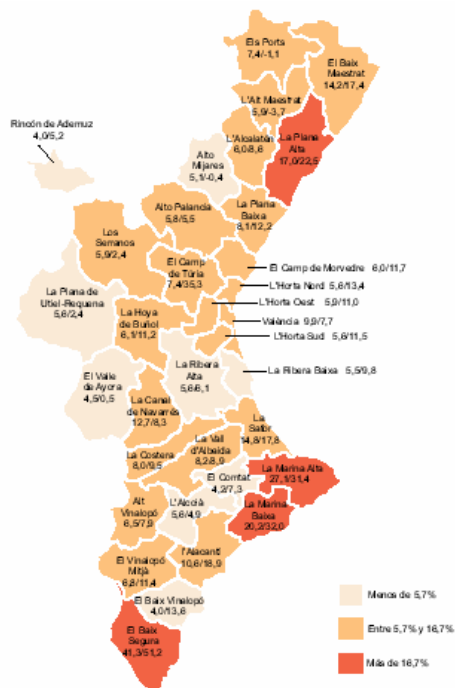 Els Ports
7,4/-1,1
El Baix
Maestrat
14,2/17,4
L'Alt Maestrat
5,9/-3,7
Rincón de Ademuz
4,0/5,2
L'Alcalatén
6,0/8,6
La Plana
Alta
17,0/22,5
Alto
Mijares
5,1/-0,4
Alto Palancia
5,8/5,5
La Plana
Baixa
8,1/12,2
Los
Serranos
5,9/2,4
El Camp
de Túria
7,4/35,3
El Camp de Morvedre 6,0/11,7
L'Horta Nord 5,6/13,4
L'Horta Oest 5,9/11,0
València 9,9/7,7
L'Horta Sud 5,6/11,5
La Plana de
Utiel-Requena
5,6/2,4
La Hoya
de Buñol
6,1/11,2
La Ribera
Alta
5,6/6,1
La Ribera Baixa 5,5/9,8
El Valle
de Ayora
4,5/0,5
La Canal
de Navarrés
12,7/8,3
La
Safor
14,8/17,8
La Vall
d'Albaida
8,2/8,9
La Costera
8,0/9,5
El Comtat
4,2/7,3
La Marina Alta
27,1/31,4
Alt
Vinalopó
6,5/7,9
L'Alcoià
5,6/4,9
La Marina
Baixa
20,2/32,0
l'Alacantí
10,6/18,9
El Vinalopó
Mitjà
6,8/11,4
El Baix Vinalopó
4,0/13,6
El Baix
Segura
41,3/51,2
Menos de 5,7%
Entre 5,7% y 16,7%
Más de 16,7%